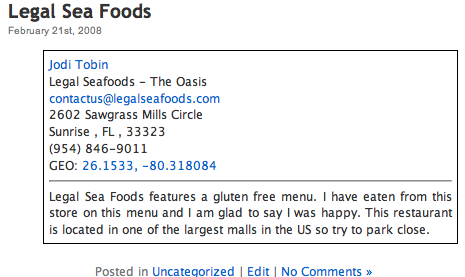 Legal Sea Foods
February 21st, 2008
Jodi Tobin
Legal Seafoods – The Oasis
contactus@legalseafoods.com
2602 Sawgrass Mills Circle
Sunrise , FL , 33323
(954) 846-9011
GEO: 26.1533, -80.318084
Legal Sea Foods features a gluten free menu. I have eaten from this
store on this menu and I am glad to say I was happy. This restaurant
is located in one of the largest malls in the US so try to park close.
Posted in Uncategorized | Edit | No Comments »